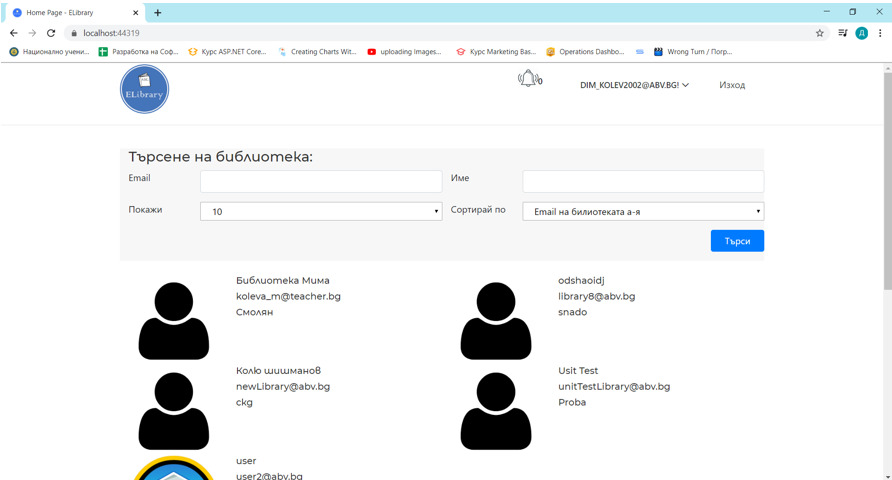 Home Page - ELibrary
localhost:44319
Национално учени...
Разработка на Соф...
Курс ASP.NET Core...
Creating Charts Wit...
uploading Images...
Курс Marketing Bas...
Operations Dashbo...
Wrong Turn / Погр...
Д
ELibrary
0
DIM_KOLEV2002@ABV.BG!
Изход
Търсене на библиотека:
Email
Име
Покажи
10
Сортирай по
Email на билиотеката а-я
Търси
Библиотека Мима
koleva_m@teacher.bg
Смолян
odshaoldj
library8@abv.bg
snado
Колю шишманов
newLibrary@abv.bg
ckg
Usit Test
unitTestLibrary@abv.bg
Proba
user
user2@abv.bg